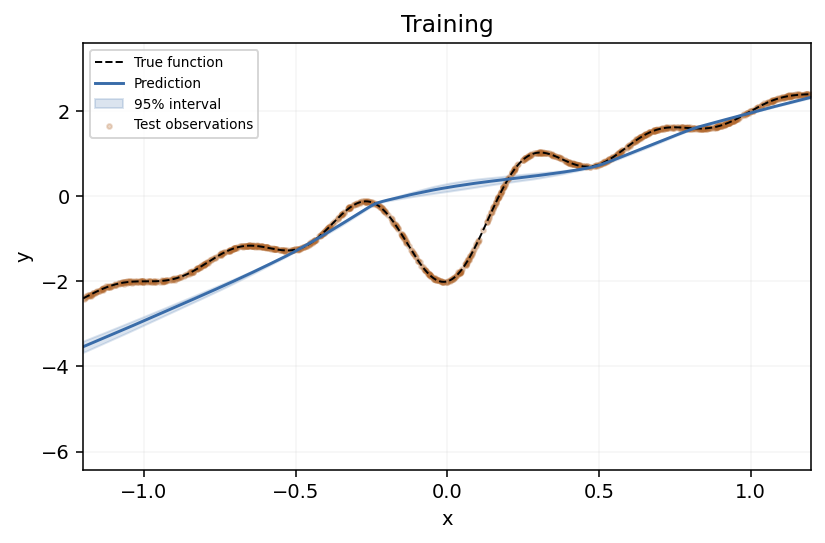 Training
True function
Prediction
95% interval
Test observations
y
2
0
−2
−4
−6
−1.0 −0.5 0.0 0.5 1.0
x